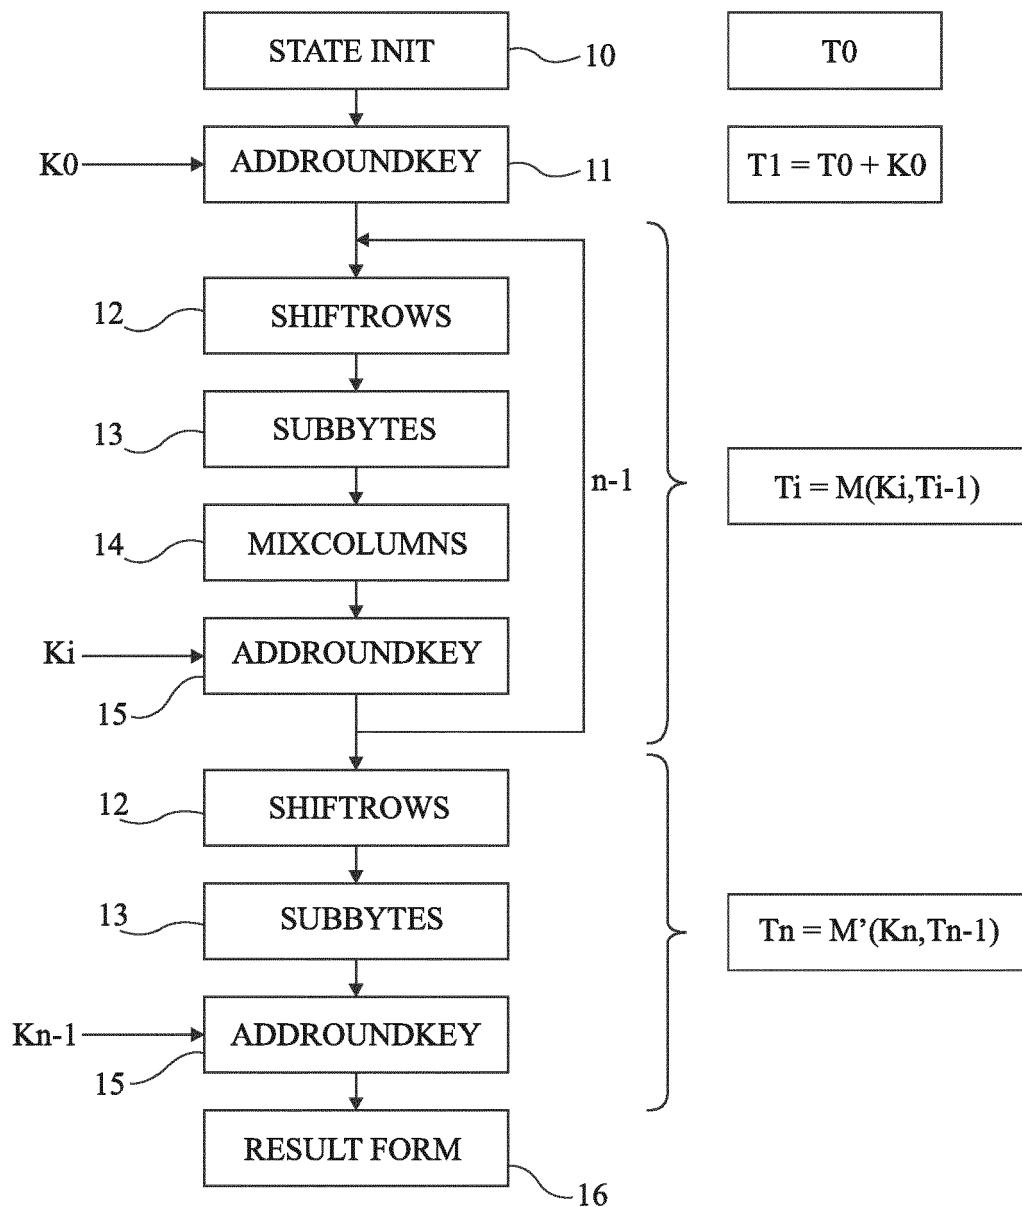 STATE INIT
10
T0
K0
ADDROUNDKEY
11
T1 = T0 + K0
12
SHIFTROWS
13
SUBBYTES
n-1
Ti = M(Ki,Ti-1)
14
MIXCOLUMNS
Ki
ADDROUNDKEY
15
12
SHIFTROWS
13
SUBBYTES
Tn = M’(Kn,Tn-1)
Kn-1
ADDROUNDKEY
15
RESULT FORM
16